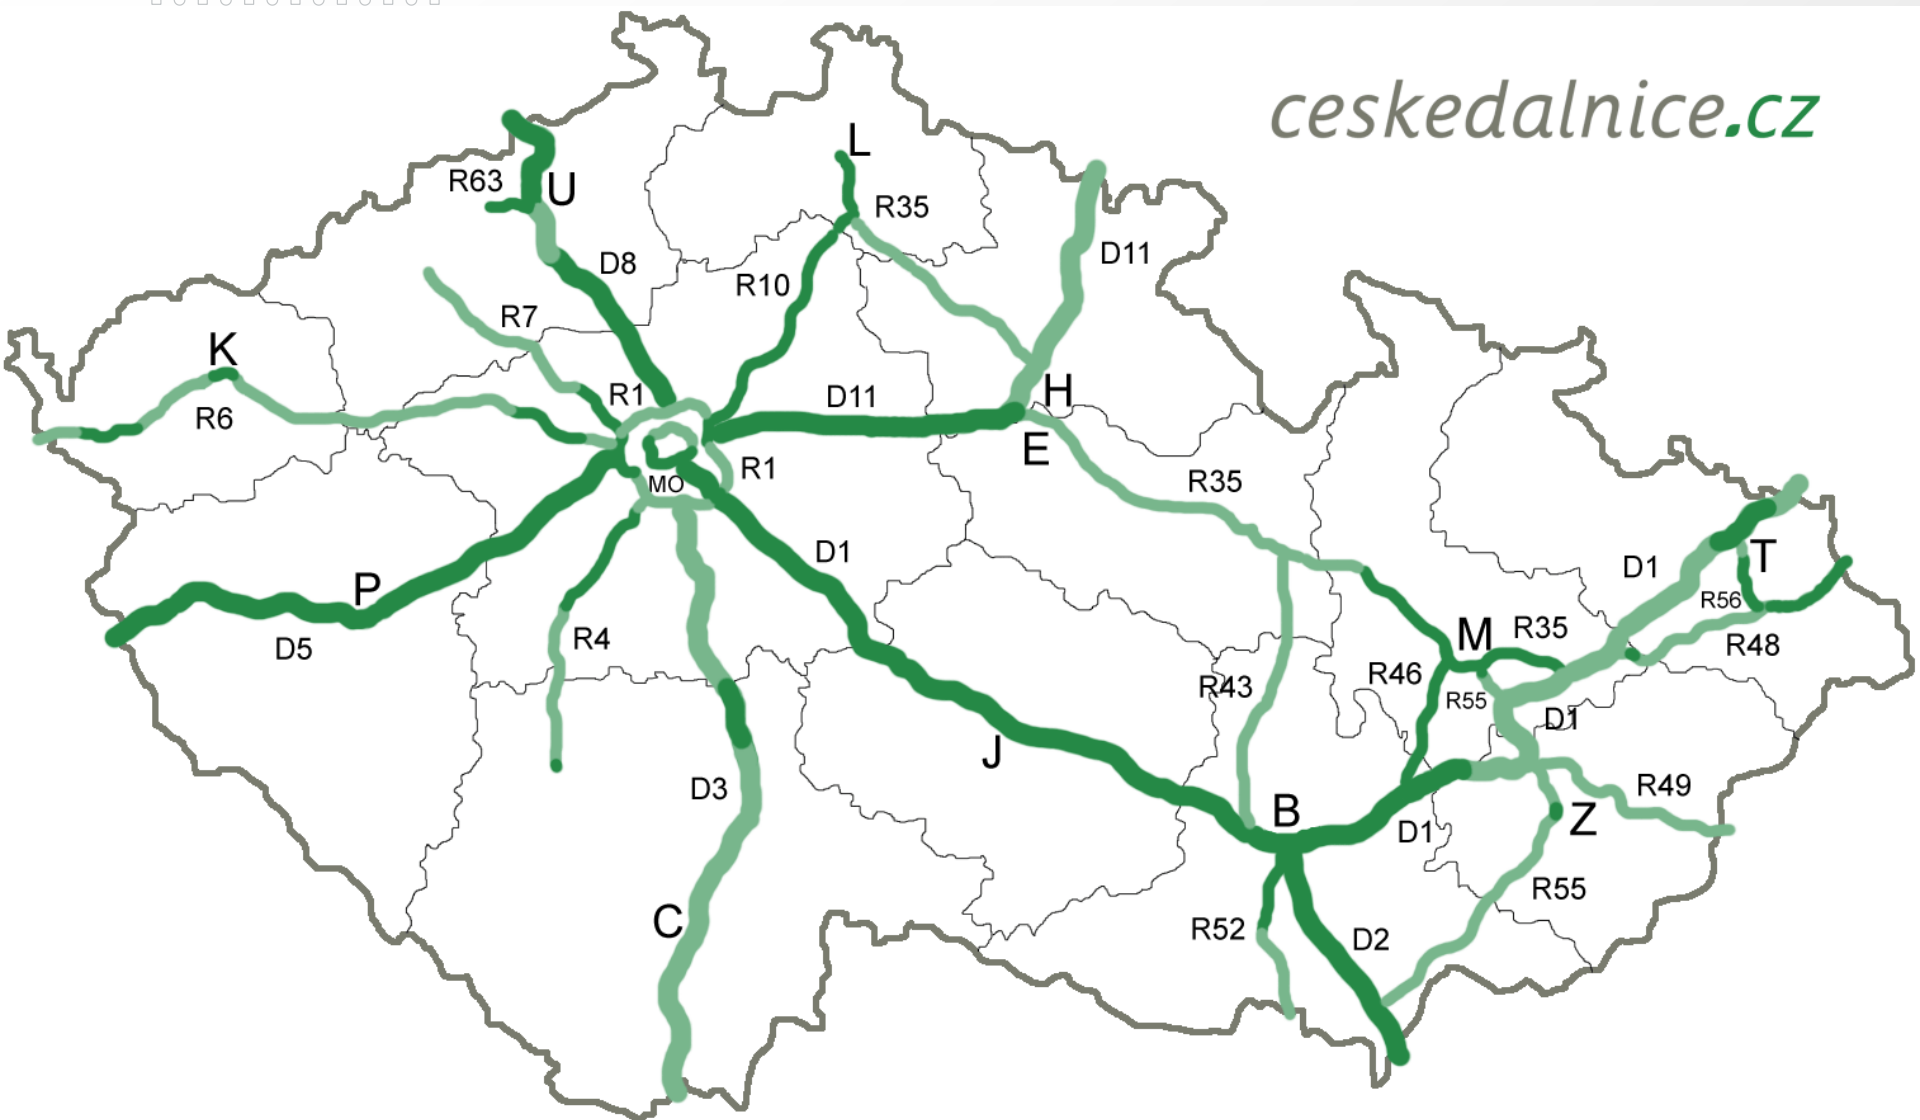 ceskedalnice.cz
L
R63
U
R35
D11
D8
R10
R7
K
R1
D11
H
R6
E
R1
MO
R35
D1
T
D1
P
R56
R4
M
R35
D5
R48
R46
R43
R55
D1
J
D3
R49
B
Z
D1
R55
C
R52
D2